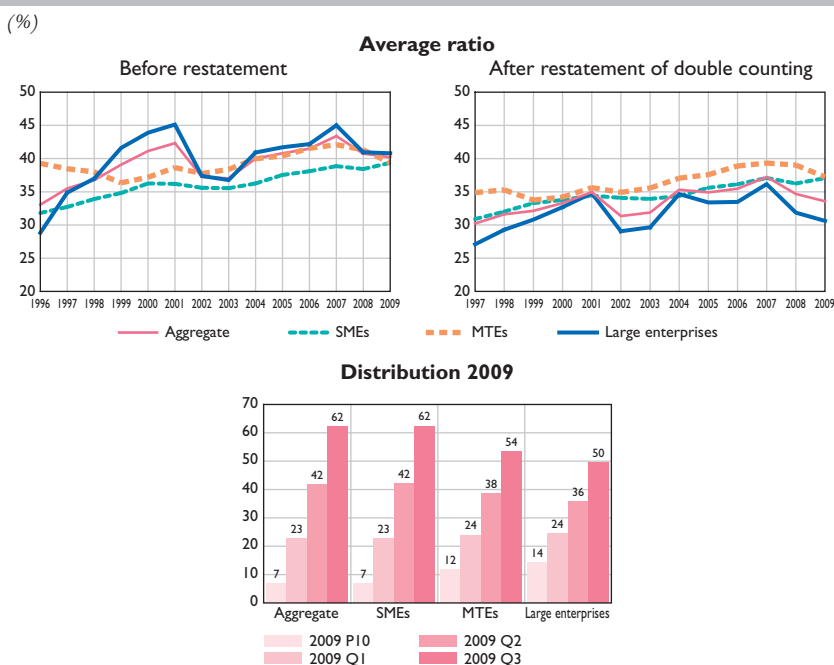 (%)
Average ratio
Before restatement
After restatement of double counting
50
45
40
35
30
25
20
1996 1997 1998 1999 2000 2001 2002 2003 2004 2005 2006 2007 2008 2009
50
45
40
35
30
25
20
1997 1998 1999 2000 2001 2002 2003 2004 2005 2006 2007 2008 2009
Aggregate SMEs MTEs Large enterprises
Distribution 2009
70
60
50
40
30
20
10
0
7 23 42 62
7 23 42 62
12 24 38 54
14 24 36 50
Aggregate SMEs MTEs Large enterprises
2009 P10 2009 Q2
2009 Q1 2009 Q3